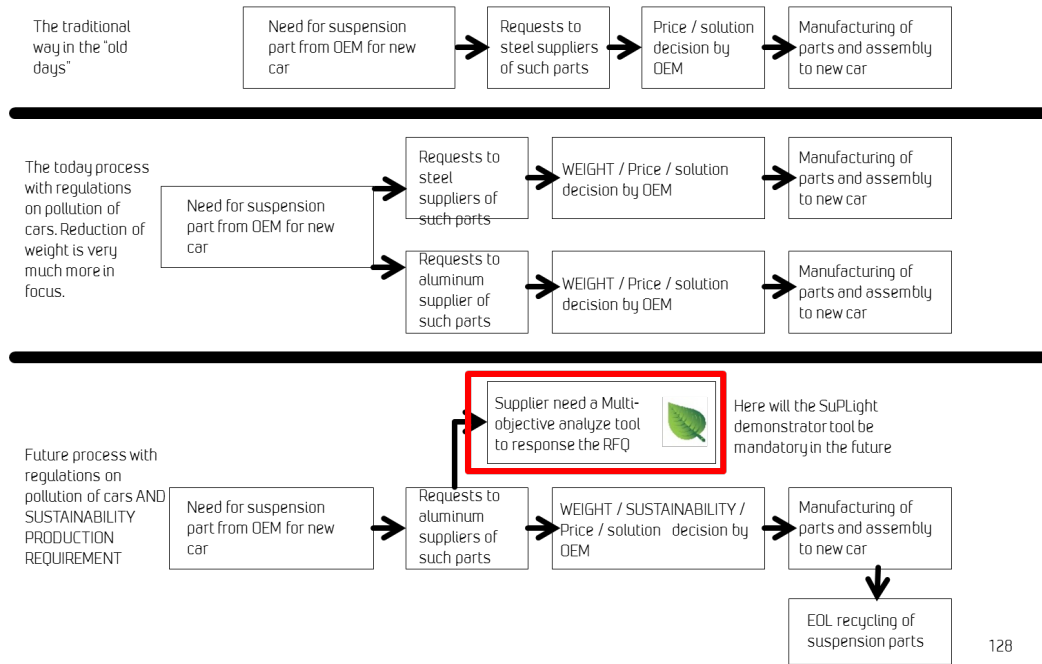 The traditional
way in the “old
days”
Need for suspension
part from OEM for new
car
Requests to
steel suppliers
of such parts
Price / solution
decision by
OEM
Manufacturing of
parts and assembly
to new car
The today process
with regulations
on pollution of
cars. Reduction of
weight is very
much more in
focus.
Need for suspension
part from OEM for new
car
Requests to
steel
suppliers of
such parts
WEIGHT / Price / solution
decision by OEM
Manufacturing of
parts and assembly
to new car
Requests to
aluminum
supplier of
such parts
WEIGHT / Price / solution
decision by OEM
Manufacturing of
parts and assembly
to new car
Supplier need a Multi-
objective analyze tool
to response the RFQ
Here will the SuPLight
demonstrator tool be
mandatory in the future
Future process with
regulations on
pollution of cars AND
SUSTAINABILITY
PRODUCTION
REQUIREMENT
Need for suspension
part from OEM for new
car
Requests to
aluminum
suppliers of
such parts
WEIGHT / SUSTAINABILITY /
Price / solution decision by
OEM
Manufacturing of
parts and assembly
to new car
EOL recycling of
suspension parts
128